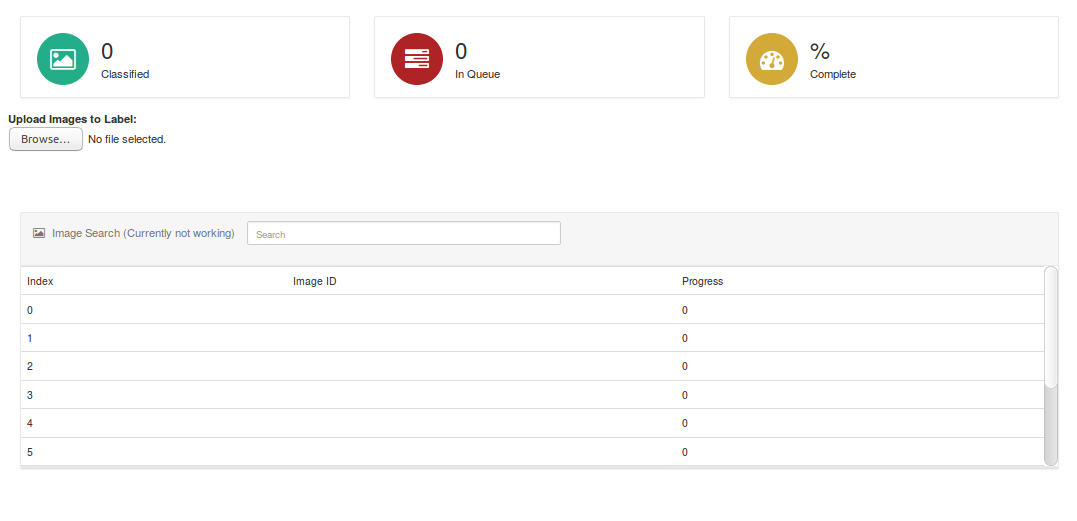 0
Classified
0
In Queue
%
Complete
Upload Images to Label:
Browse... No file selected.
Image Search (Currently not working) Search
Index Image ID Progress
0 0
1 0
2 0
3 0
4 0
5 0